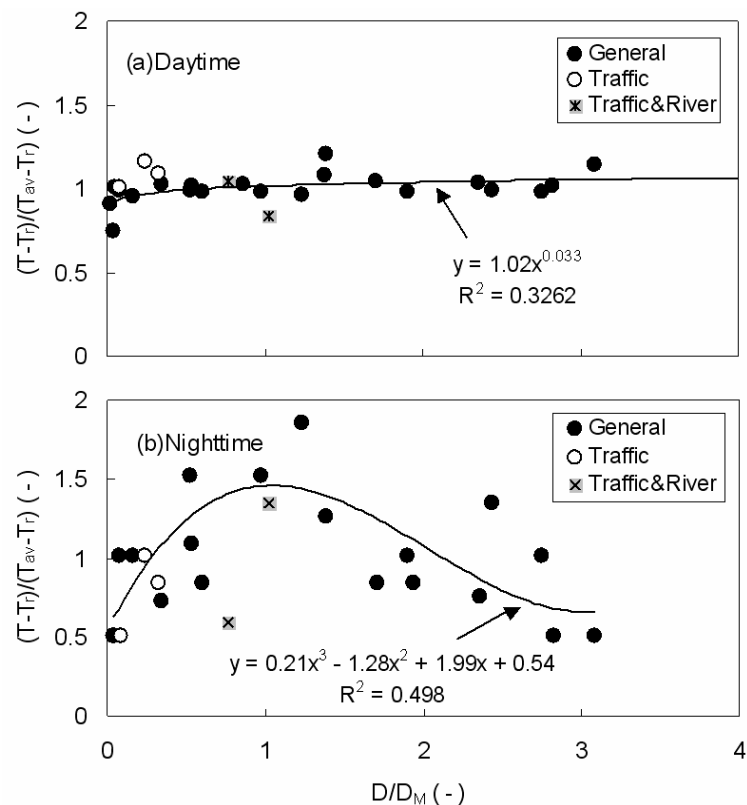 2
(a)Daytime
General
Traffic
Traffic&River
1.5
1
0.5
0
(T-Tr)/(Tav-Tr) ( - )
y = 1.02x^0.033
R² = 0.3262
2
(b)Nighttime
General
Traffic
Traffic&River
1.5
1
0.5
0
(T-Tr)/(Tav-Tr) ( - )
y = 0.21x³ - 1.28x² + 1.99x + 0.54
R² = 0.498
0 1 2 3 4
D/DM ( - )